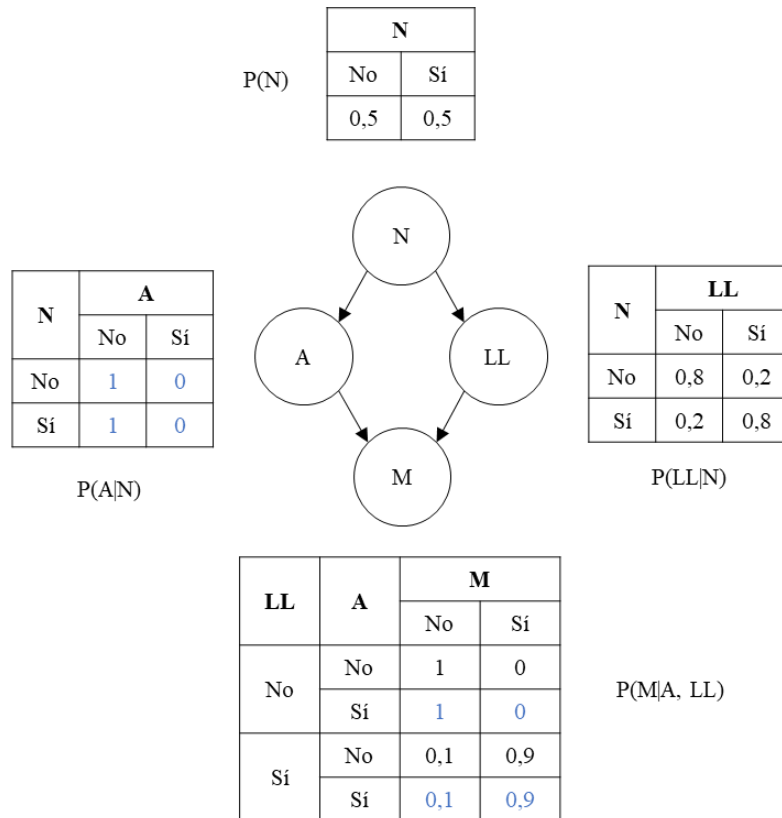 N
P(N)
No Sí
0,5 0,5
N
N A
No Sí
No 1 0
Sí 1 0
P(A|N)
A
LL
N LL
No Sí
No 0,8 0,2
Sí 0,2 0,8
P(LL|N)
M
LL A M
No Sí
No No 1 0
Sí 1 0
Sí No 0,1 0,9
Sí 0,1 0,9
P(M|A, LL)